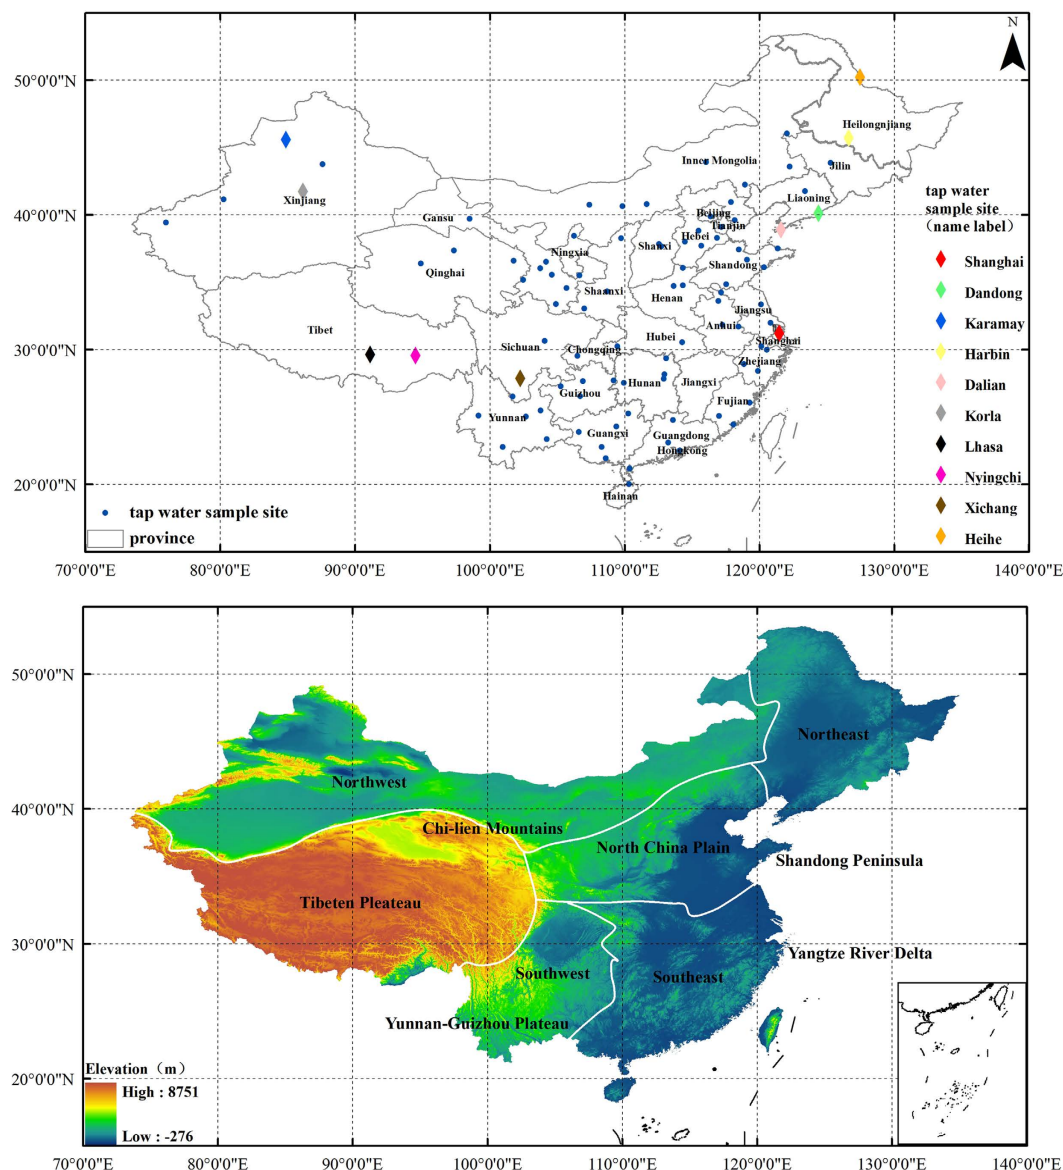 N
50°0'0"N
40°0'0"N
30°0'0"N
20°0'0"N
Heilongnjiang
Inner Mongolia
Jilin
Xinjiang
Liaoning
Gansu
Beijing
Tianjin
Hebei
Shanxi
Ningxia
Qinghai
Shandong
Shaanxi
Henan
Jiangsu
Tibet
Anhui
Hubei
Shanghai
Sichuan
Chongqing
Zhejiang
Hunan
Jiangxi
Guizhou
Fujian
Yunnan
Guangxi
Guangdong
Hongkong
Hainan
tap water
sample site
(name label)
Shanghai
Dandong
Karamay
Harbin
Dalian
Korla
Lhasa
Nyingchi
Xichang
Heihe
tap water sample site
province
70°0'0"E 80°0'0"E 90°0'0"E 100°0'0"E 110°0'0"E 120°0'0"E 130°0'0"E 140°0'0"E
50°0'0"N
40°0'0"N
30°0'0"N
20°0'0"N
Northeast
Northwest
Chi-lien Mountains
North China Plain
Shandong Peninsula
Tibeten Pleateau
Yangtze River Delta
Southwest
Southeast
Yunnan-Guizhou Plateau
Elevation (m)
High : 8751
Low : -276
70°0'0"E 80°0'0"E 90°0'0"E 100°0'0"E 110°0'0"E 120°0'0"E 130°0'0"E 140°0'0"E